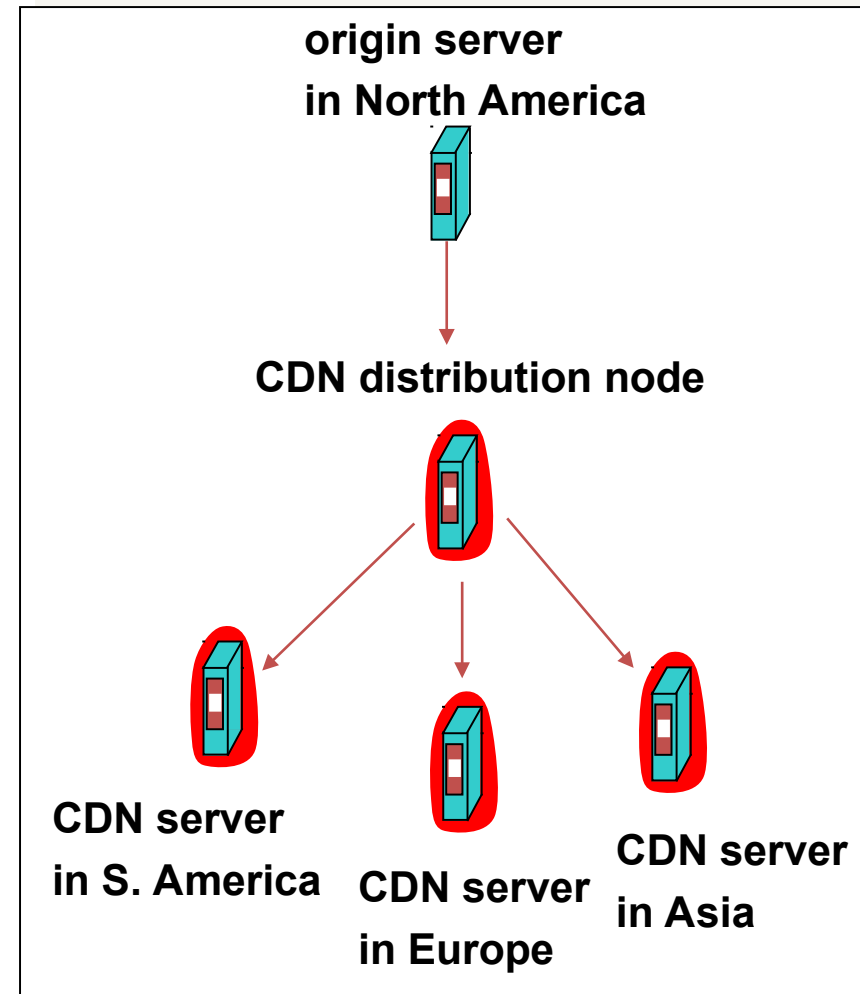 origin server
in North America
CDN distribution node
CDN server
in S. America
CDN server
in Europe
CDN server
in Asia